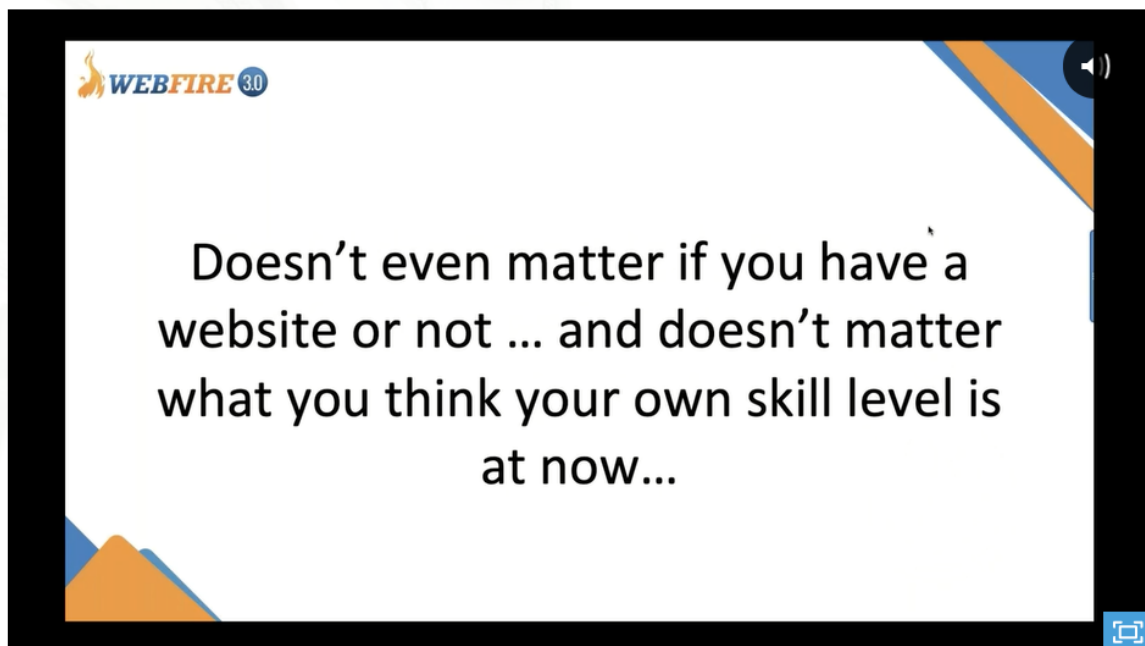 WEBFIRE 3.0
Doesn’t even matter if you have a
website or not ... and doesn’t matter
what you think your own skill level is
at now...